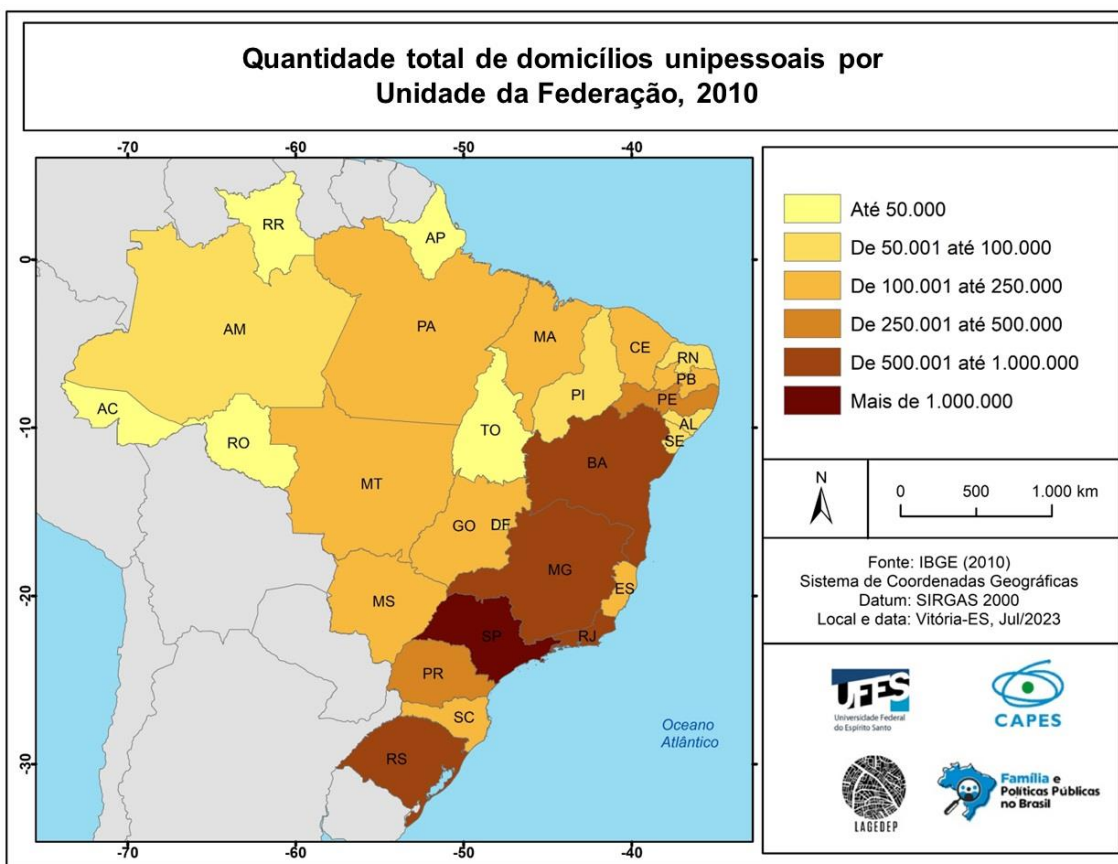 Quantidade total de domicílios unipessoais por
Unidade da Federação, 2010
-70
-60
-50
-40
0
-10
-20
-30
RR
AP
AM
PA
MA
CE
RN
PB
PE
PI
AL
SE
AC
RO
TO
BA
MT
GO
DF
MG
ES
MS
SP
RJ
PR
SC
RS
Oceano
Atlântico
-70
-60
-50
-40
Até 50.000
De 50.001 até 100.000
De 100.001 até 250.000
De 250.001 até 500.000
De 500.001 até 1.000.000
Mais de 1.000.000
N
0 500 1.000 km
Fonte: IBGE (2010)
Sistema de Coordenadas Geográficas
Datum: SIRGAS 2000
Local e data: Vitória-ES, Jul/2023
UFES
Universidade Federal
do Espírito Santo
CAPES
LAGEDEP
Família e
Políticas Públicas
no Brasil